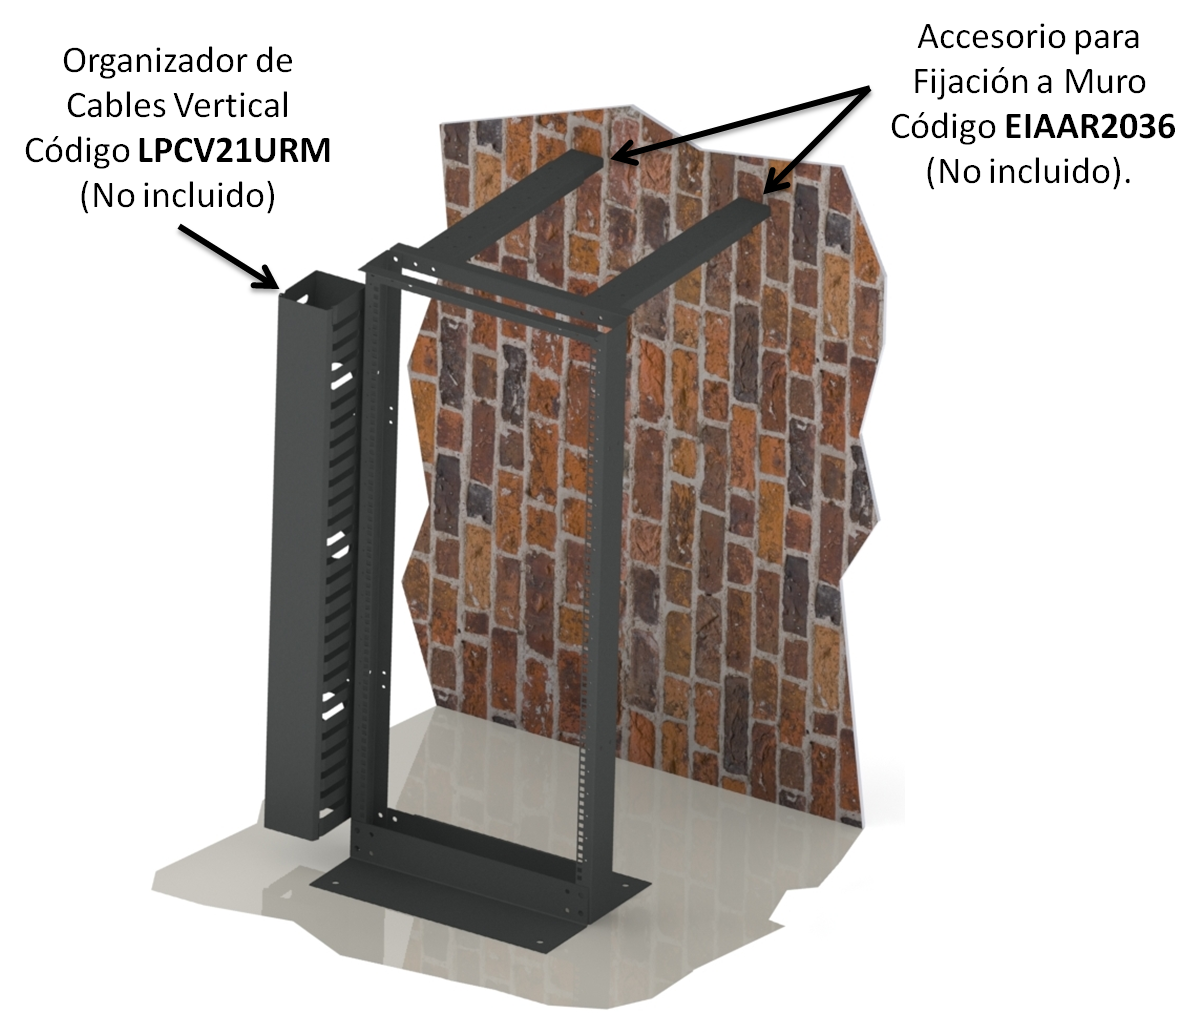 Organizador de
Cables Vertical
Código LPCV21URM
(No incluido)
Accesorio para
Fijación a Muro
Código EIAAR2036
(No incluido).